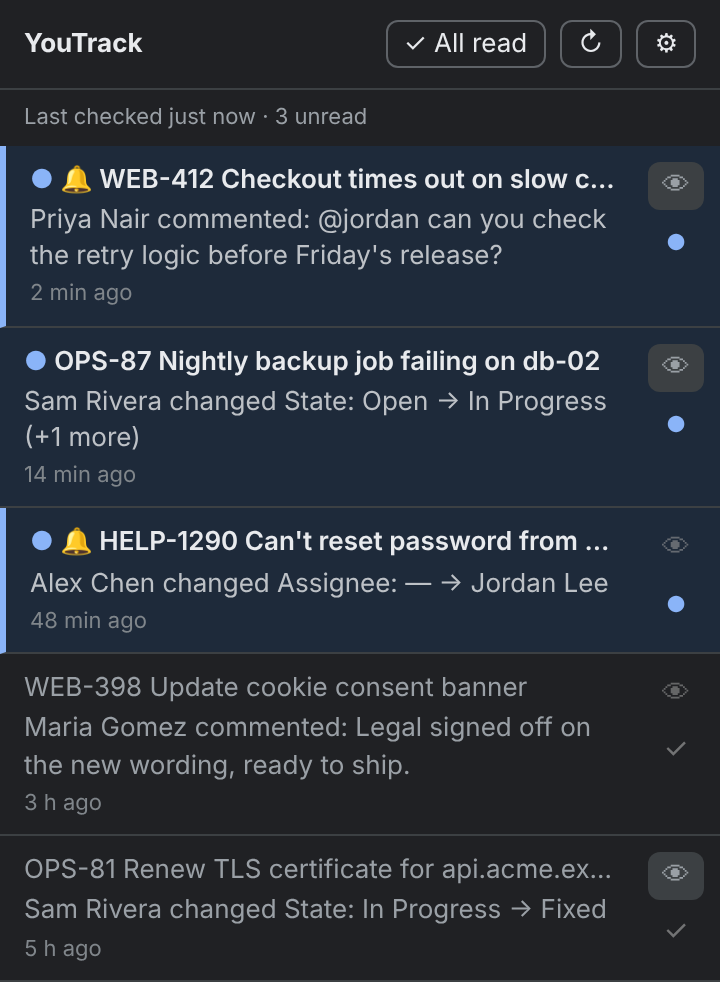 YouTrack
✓ All read
Last checked just now · 3 unread
🔔 WEB-412 Checkout times out on slow c…
Priya Nair commented: @jordan can you check
the retry logic before Friday's release?
2 min ago
OPS-87 Nightly backup job failing on db-02
Sam Rivera changed State: Open → In Progress
(+1 more)
14 min ago
🔔 HELP-1290 Can't reset password from …
Alex Chen changed Assignee: — → Jordan Lee
48 min ago
WEB-398 Update cookie consent banner
Maria Gomez commented: Legal signed off on
the new wording, ready to ship.
3 h ago
OPS-81 Renew TLS certificate for api.acme.ex…
Sam Rivera changed State: In Progress → Fixed
5 h ago